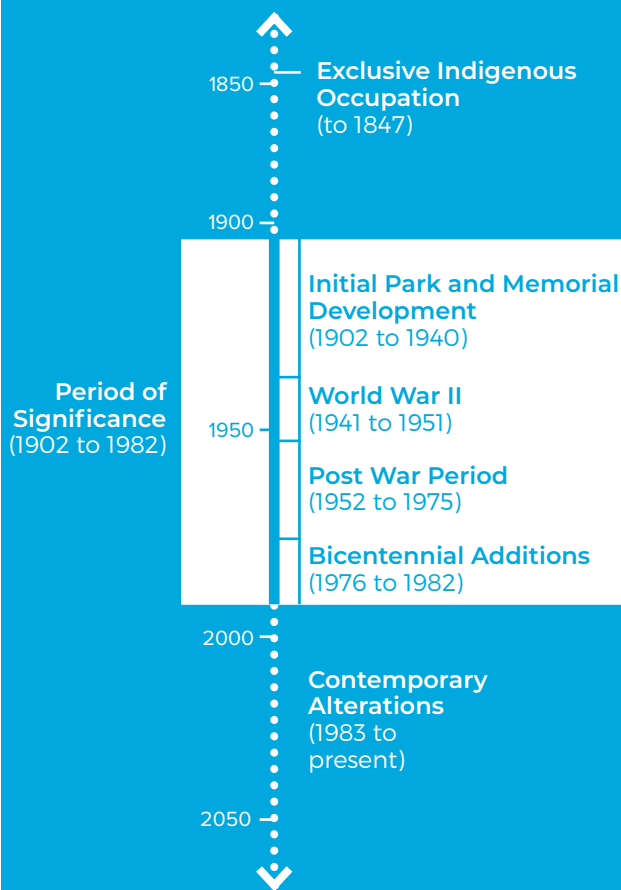 1850
Exclusive Indigenous
Occupation
(to 1847)
1900
Initial Park and Memorial
Development
(1902 to 1940)
Period of
Significance
(1902 to 1982)
World War II
(1941 to 1951)
1950
Post War Period
(1952 to 1975)
Bicentennial Additions
(1976 to 1982)
2000
Contemporary
Alterations
(1983 to
present)
2050